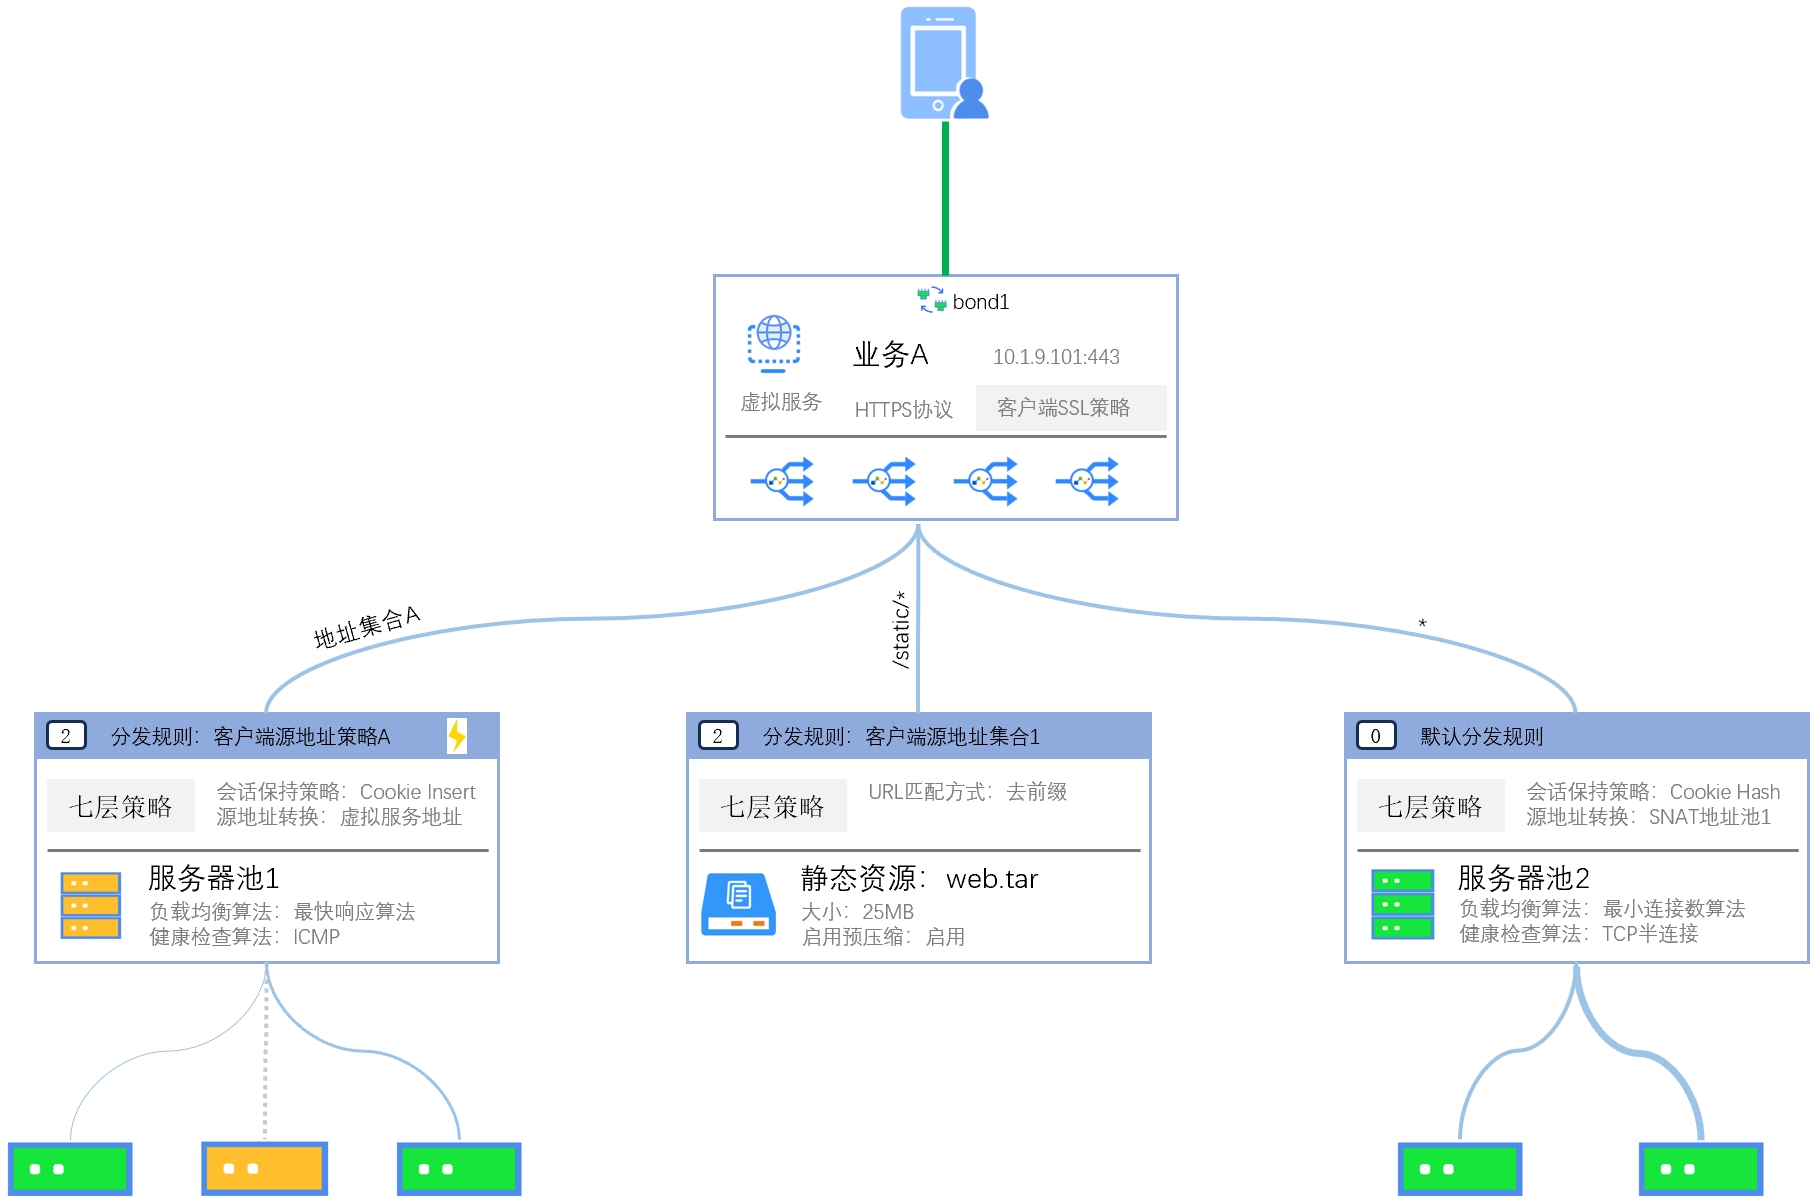 bond1
业务A
10.1.9.101:443
虚拟服务
HTTPS协议
客户端SSL策略
地址集合A
/static/*
*
2
分发规则：客户端源地址策略A
七层策略
会话保持策略：Cookie Insert
源地址转换：虚拟服务地址
服务器池1
负载均衡算法：最快响应算法
健康检查算法：ICMP
2
分发规则：客户端源地址集合1
七层策略
URL匹配方式：去前缀
静态资源：web.tar
大小：25MB
启用预压缩：启用
0
默认分发规则
七层策略
会话保持策略：Cookie Hash
源地址转换：SNAT地址池1
服务器池2
负载均衡算法：最小连接数算法
健康检查算法：TCP半连接